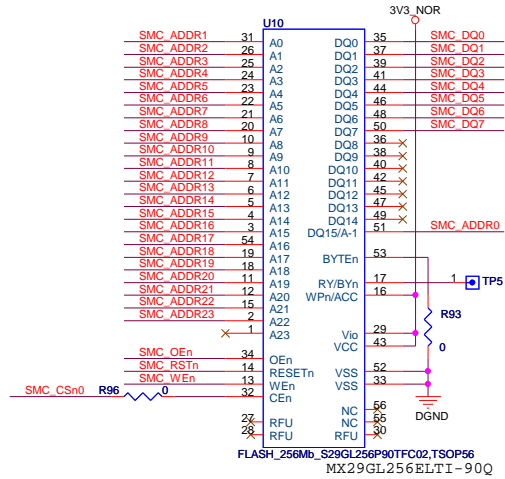 3V3_NOR
U10
SMC_ADDR1 31 A0 DQ0 35 SMC_DQ0
SMC_ADDR2 26 A1 DQ1 37 SMC_DQ1
SMC_ADDR3 25 A2 DQ2 39 SMC_DQ2
SMC_ADDR4 24 A3 DQ3 41 SMC_DQ3
SMC_ADDR5 23 A4 DQ4 44 SMC_DQ4
SMC_ADDR6 22 A5 DQ5 46 SMC_DQ5
SMC_ADDR7 21 A6 DQ6 48 SMC_DQ6
SMC_ADDR8 20 A7 DQ7 50 SMC_DQ7
SMC_ADDR9 10 A8 DQ8 36
SMC_ADDR10 9 A9 DQ9 38
SMC_ADDR11 8 A10 DQ10 40
SMC_ADDR12 7 A11 DQ11 42
SMC_ADDR13 6 A12 DQ12 45
SMC_ADDR14 5 A13 DQ13 47
SMC_ADDR15 4 A14 DQ14 49
SMC_ADDR16 3 A15 DQ15/A-1 51 SMC_ADDR0
SMC_ADDR17 54 A16
SMC_ADDR18 19 A17 BYTEn 53
SMC_ADDR19 18 A18
SMC_ADDR20 11 A19 RY/BYn 17 1 TP5
SMC_ADDR21 12 A20 WPn/ACC 16
SMC_ADDR22 15 A21
SMC_ADDR23 2 A22 R93
1 A23 Vio 29
VCC 43 0
SMC_OEn 34 OEn
SMC_RSTn 14 RESETn VSS 52
SMC_WEn 13 WEn VSS 33
SMC_CSn0 R96 0 32 CEn
NC 56 DGND
27 RFU NC 55
28 RFU RFU 30
FLASH_256Mb_S29GL256P90TFC02,TSOP56
MX29GL256ELTI-90Q